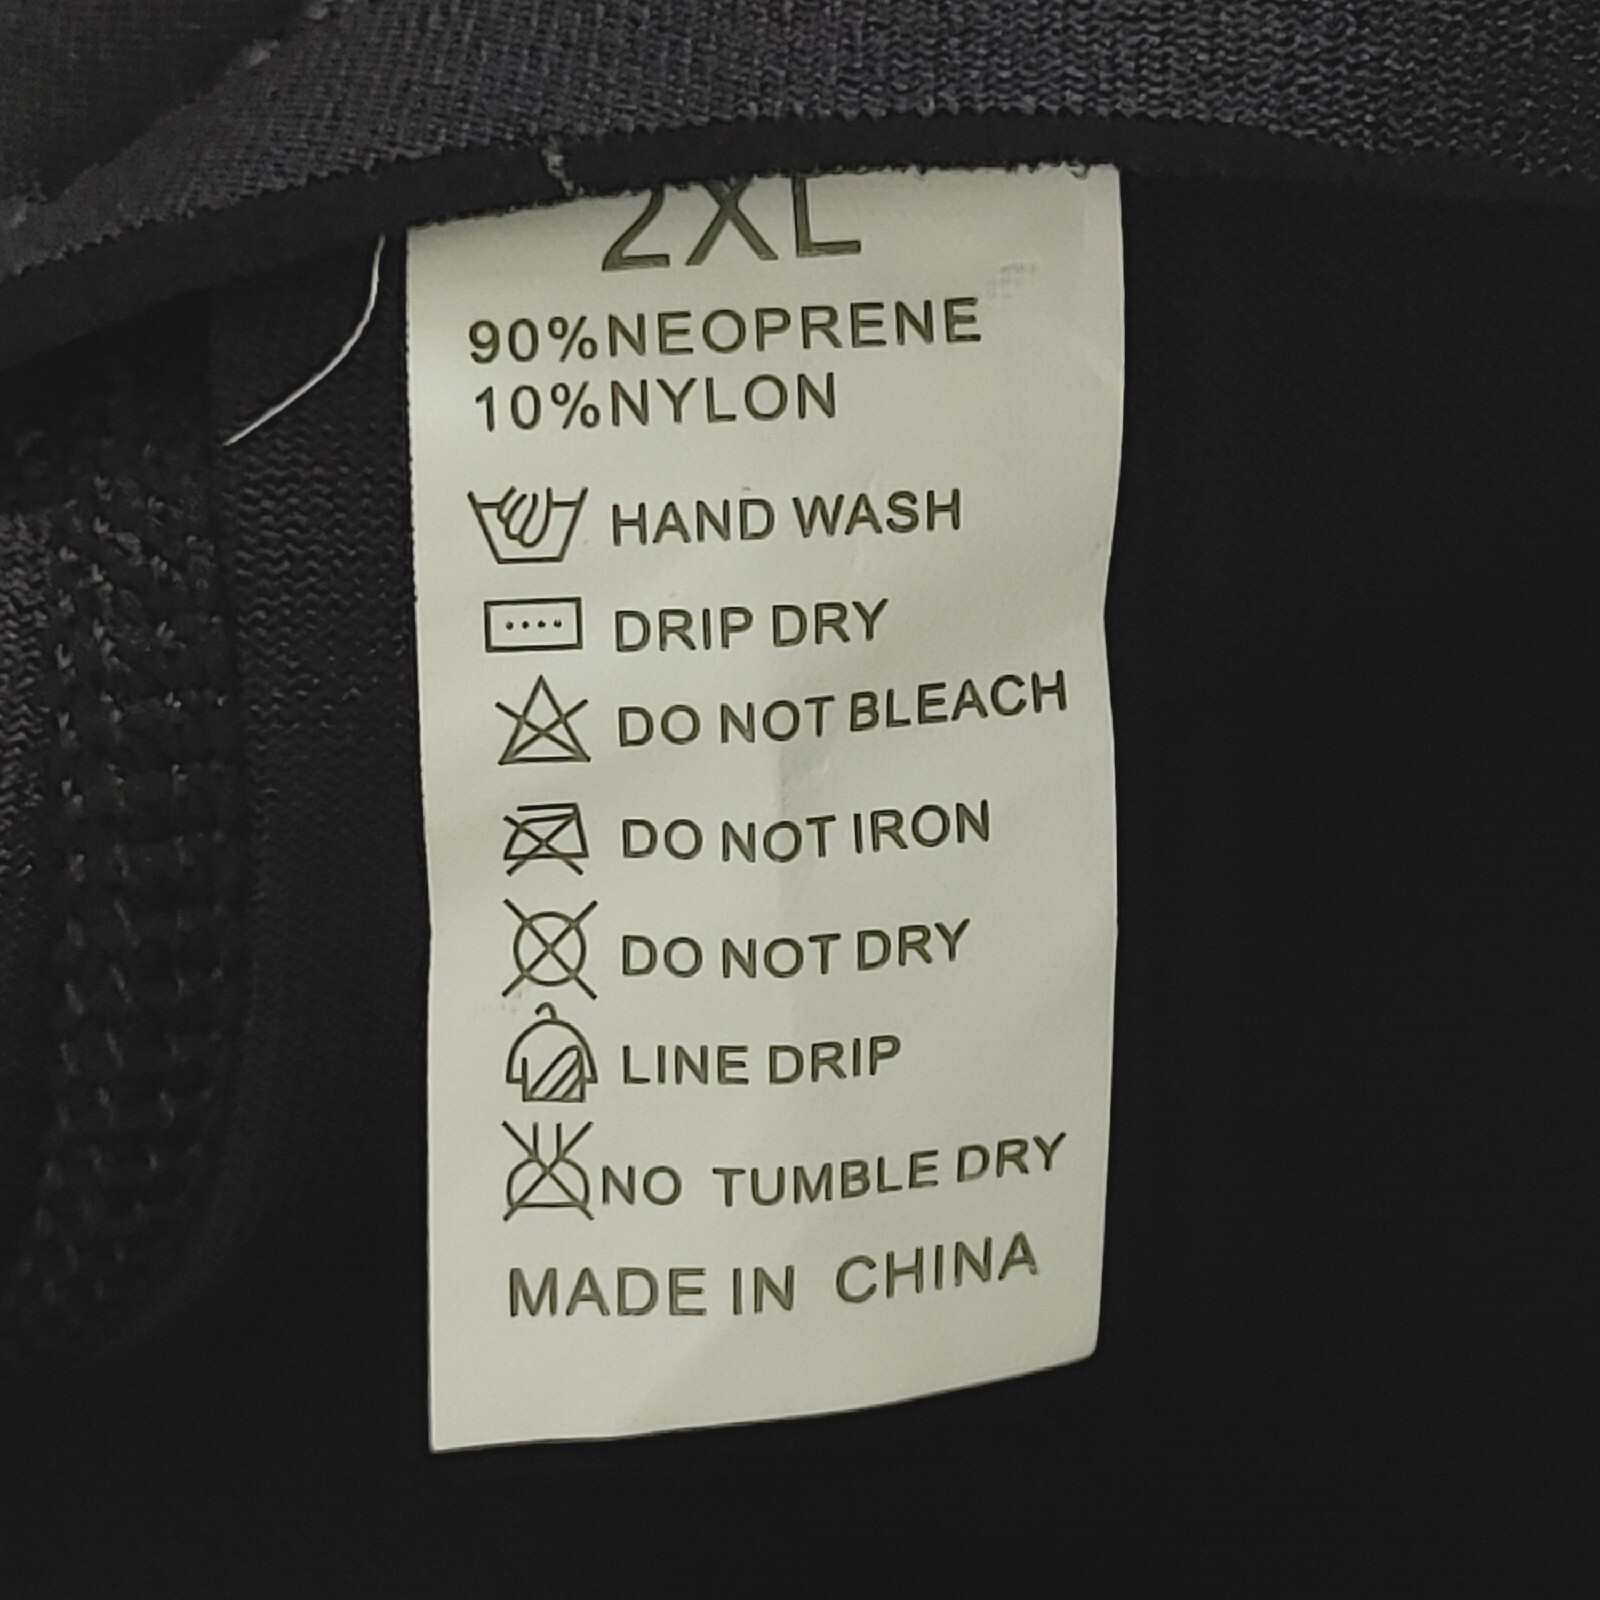 2XL
90%NEOPRENE
10%NYLON
HAND WASH
DRIP DRY
DO NOT BLEACH
DO NOT IRON
DO NOT DRY
LINE DRIP
NO TUMBLE DRY
MADE IN CHINA